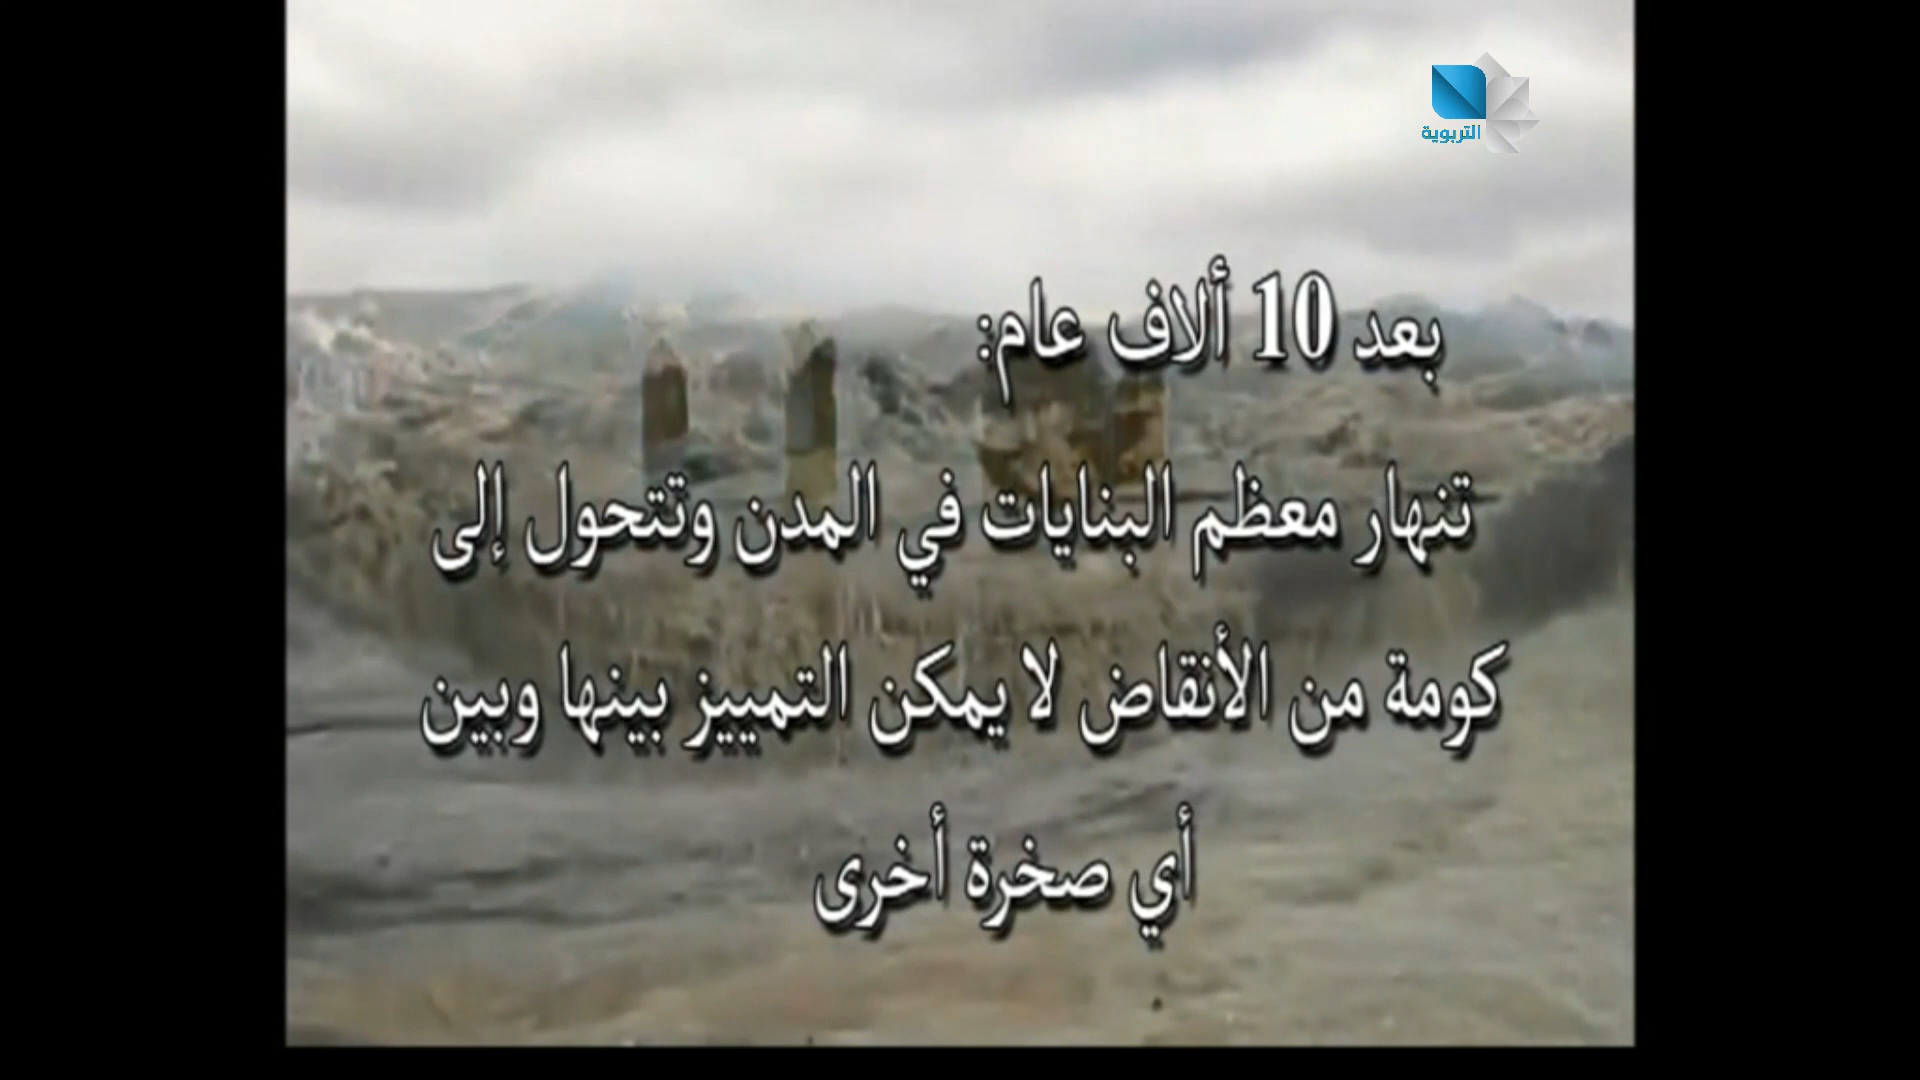 التربوية
بعد 10 ألاف عام:
تنهار معظم البنايات في المدن وتتحول إلى
كومة من الأنقاض لا يمكن التمييز بينها وبين
أي صخرة أخرى